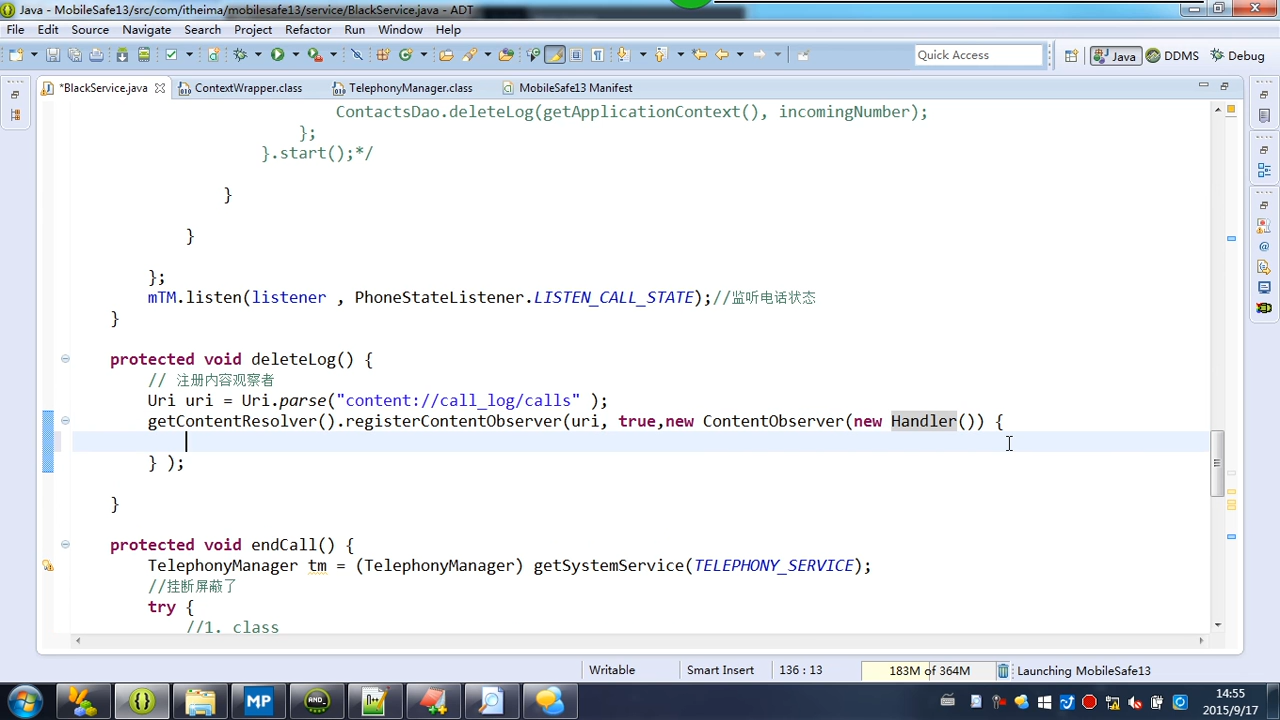 Java - MobileSafe13/src/com/itheima/mobilesafe13/service/BlackService.java - ADT
File Edit Source Navigate Search Project Refactor Run Window Help
Quick Access Java DDMS Debug
*BlackService.java ContextWrapper.class TelephonyManager.class MobileSafe13 Manifest
ContactsDao.deleteLog(getApplicationContext(), incomingNumber);
};
}.start();*/
}
}
};
mTM.listen(listener , PhoneStateListener.LISTEN_CALL_STATE);//监听电话状态
}
protected void deleteLog() {
// 注册内容观察者
Uri uri = Uri.parse("content://call_log/calls" );
getContentResolver().registerContentObserver(uri, true,new ContentObserver(new Handler()) {
} );
}
protected void endCall() {
TelephonyManager tm = (TelephonyManager) getSystemService(TELEPHONY_SERVICE);
//挂断屏蔽了
try {
//1. class
Writable Smart Insert 136 : 13 183M of 364M Launching MobileSafe13
MP AND_ 14:55
2015/9/17